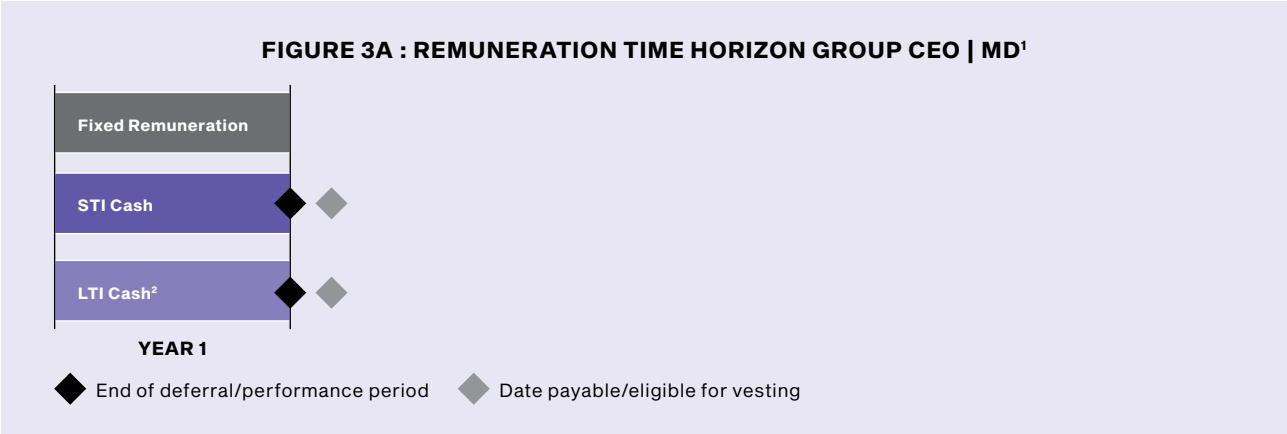 FIGURE 3A : REMUNERATION TIME HORIZON GROUP CEO | MD¹
Fixed Remuneration
STI Cash
LTI Cash²
YEAR 1
End of deferral/performance period
Date payable/eligible for vesting